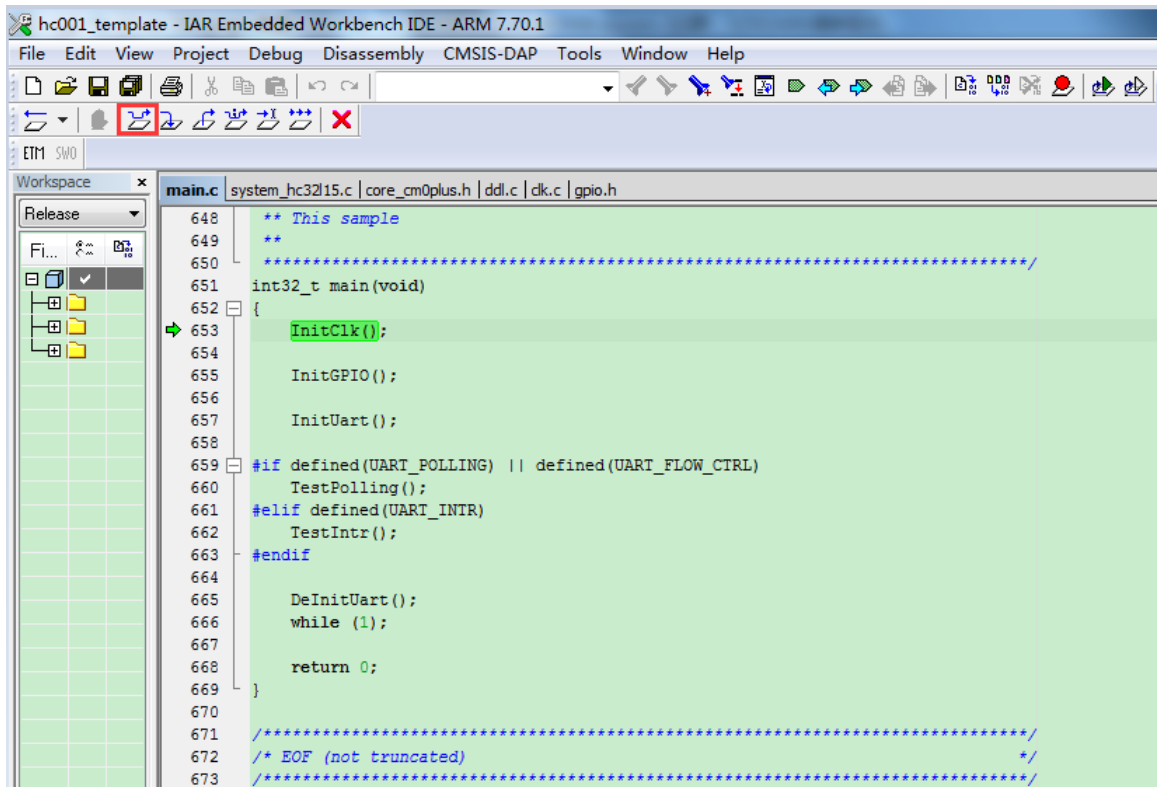 hc001_template - IAR Embedded Workbench IDE - ARM 7.70.1
File Edit View Project Debug Disassembly CMSIS-DAP Tools Window Help
ETM SWO
Workspace
Release
Fi...
main.c system_hc32l15.c core_cm0plus.h ddl.c clk.c gpio.h
648 ** This sample
649 **
650 ******************************************************************************/
651 int32_t main(void)
652 {
653 InitClk();
654
655 InitGPIO();
656
657 InitUart();
658
659 #if defined(UART_POLLING) || defined(UART_FLOW_CTRL)
660 TestPolling();
661 #elif defined(UART_INTR)
662 TestIntr();
663 #endif
664
665 DeInitUart();
666 while (1);
667
668 return 0;
669 }
670
671 /******************************************************************************/
672 /* EOF (not truncated) */
673 /******************************************************************************/